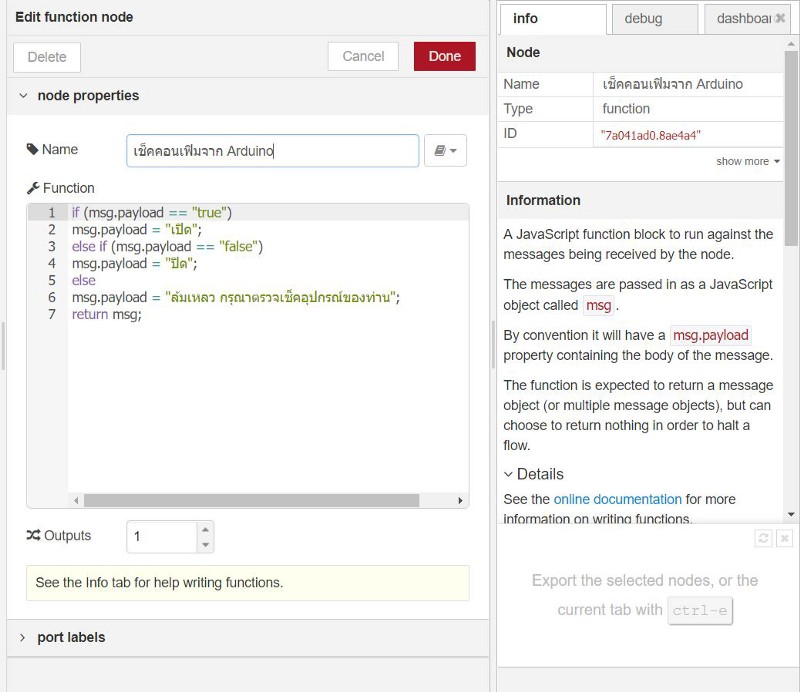 Edit function node
Delete
Cancel
Done
node properties
Name
เช็คคอนเฟิมจาก Arduino
Function
1 if (msg.payload == "true")
2 msg.payload = "เปิด";
3 else if (msg.payload == "false")
4 msg.payload = "ปิด";
5 else
6 msg.payload = "ล้มเหลว กรุณาตรวจเช็คอุปกรณ์ของท่าน";
7 return msg;
Outputs
1
See the Info tab for help writing functions.
port labels
info
debug
dashboar
Node
Name เช็คคอนเฟิมจาก Arduino
Type function
ID "7a041ad0.8ae4a4"
show more
Information
A JavaScript function block to run against the
messages being received by the node.
The messages are passed in as a JavaScript
object called msg .
By convention it will have a msg.payload
property containing the body of the message.
The function is expected to return a message
object (or multiple message objects), but can
choose to return nothing in order to halt a
flow.
Details
See the online documentation for more
information on writing functions.
Export the selected nodes, or the
current tab with ctrl-e